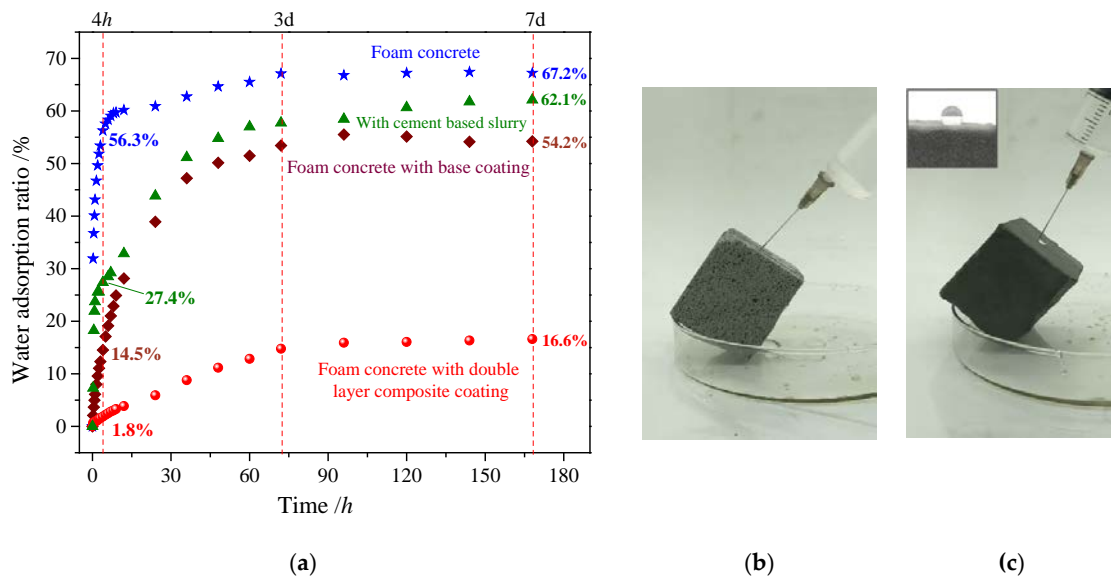 4h 3d 7d
70
60
50
40
30
20
10
0
Water adsorption ratio /%
Foam concrete
67.2%
62.1%
With cement based slurry
56.3%
54.2%
Foam concrete with base coating
27.4%
14.5%
16.6%
Foam concrete with double
layer composite coating
1.8%
0 30 60 90 120 150 180
Time /h
(a) (b) (c)